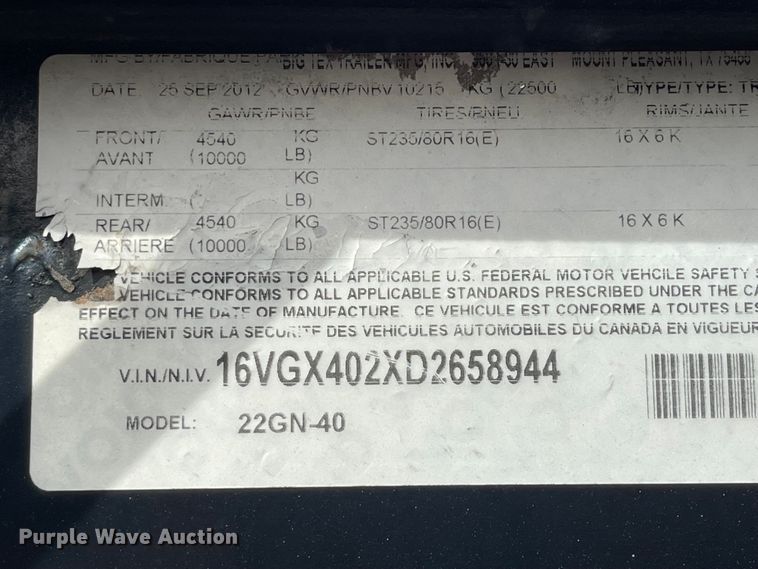 MFG BY/FABRIQUE PAR: BIG TEX TRAILER MFG, INC. EAST MOUNT PLEASANT, TX
DATE: 25 SEP 2012 GVWR/PNBV 10215 KG ( 22500 LB) TYPE/TYPE: TR
GAWR/PNBE TIRES/PNEU RIMS/JANTE
FRONT/ 4540 KG ST235/80R16(E) 16 X 6 K
AVANT (10000 LB)
KG
INTERM ( LB)
REAR/ 4540 KG ST235/80R16(E) 16 X 6 K
ARRIERE (10000 LB)
VEHICLE CONFORMS TO ALL APPLICABLE U.S. FEDERAL MOTOR VEHCILE SAFETY S
VEHICLE CONFORMS TO ALL APPLICABLE STANDARDS PRESCRIBED UNDER THE CA
EFFECT ON THE DATE OF MANUFACTURE. CE VEHICULE EST CONFORME A TOUTES LES
REGLEMENT SUR LA SECURITE DES VEHICULES AUTOMOBILES DU CANADA EN VIGUEUR
V.I.N./N.I.V. 16VGX402XD2658944
MODEL: 22GN-40
Purple Wave Auction